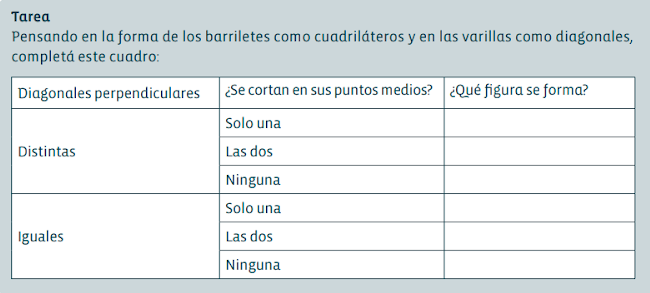 Tarea
Pensando en la forma de los barriletes como cuadriláteros y en las varillas como diagonales,
completá este cuadro:
Diagonales perpendiculares ¿Se cortan en sus puntos medios? ¿Qué figura se forma?
Distintas
Solo una
Las dos
Ninguna
Iguales
Solo una
Las dos
Ninguna